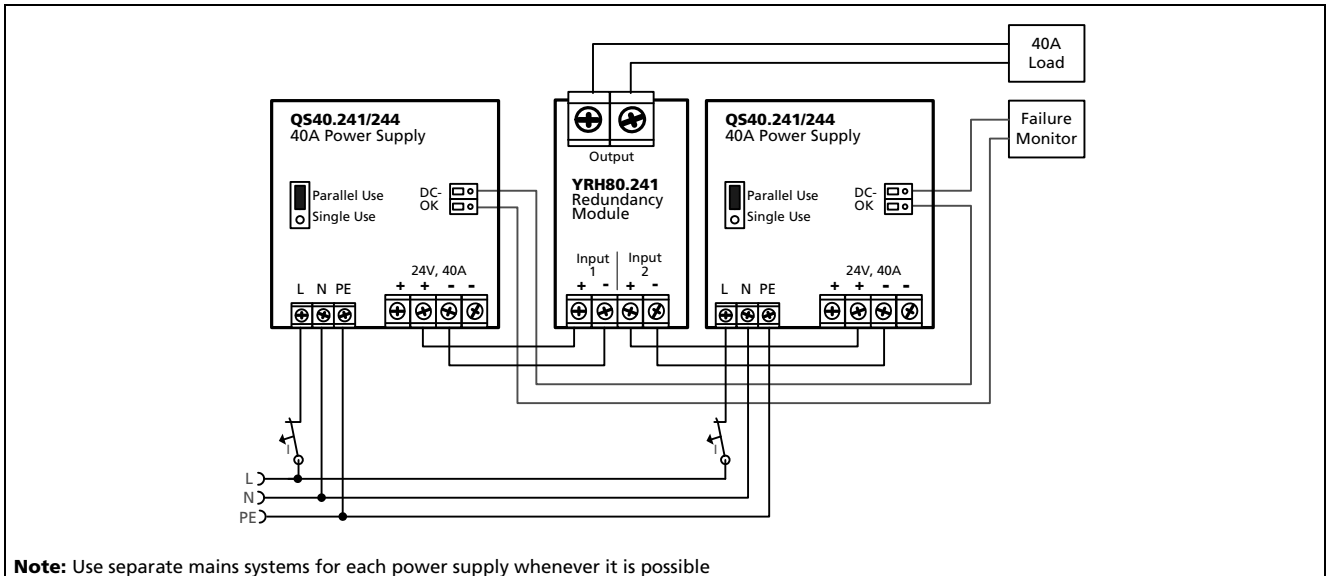 40A
Load
QS40.241/244
40A Power Supply
Parallel Use
Single Use
DC-
OK
24V, 40A
+ + - -
L N PE
Output
YRH80.241
Redundancy
Module
Input
1
Input
2
+ - + -
QS40.241/244
40A Power Supply
Parallel Use
Single Use
DC-
OK
24V, 40A
+ + - -
L N PE
Failure
Monitor
I
I
L
N
PE
Note: Use separate mains systems for each power supply whenever it is possible